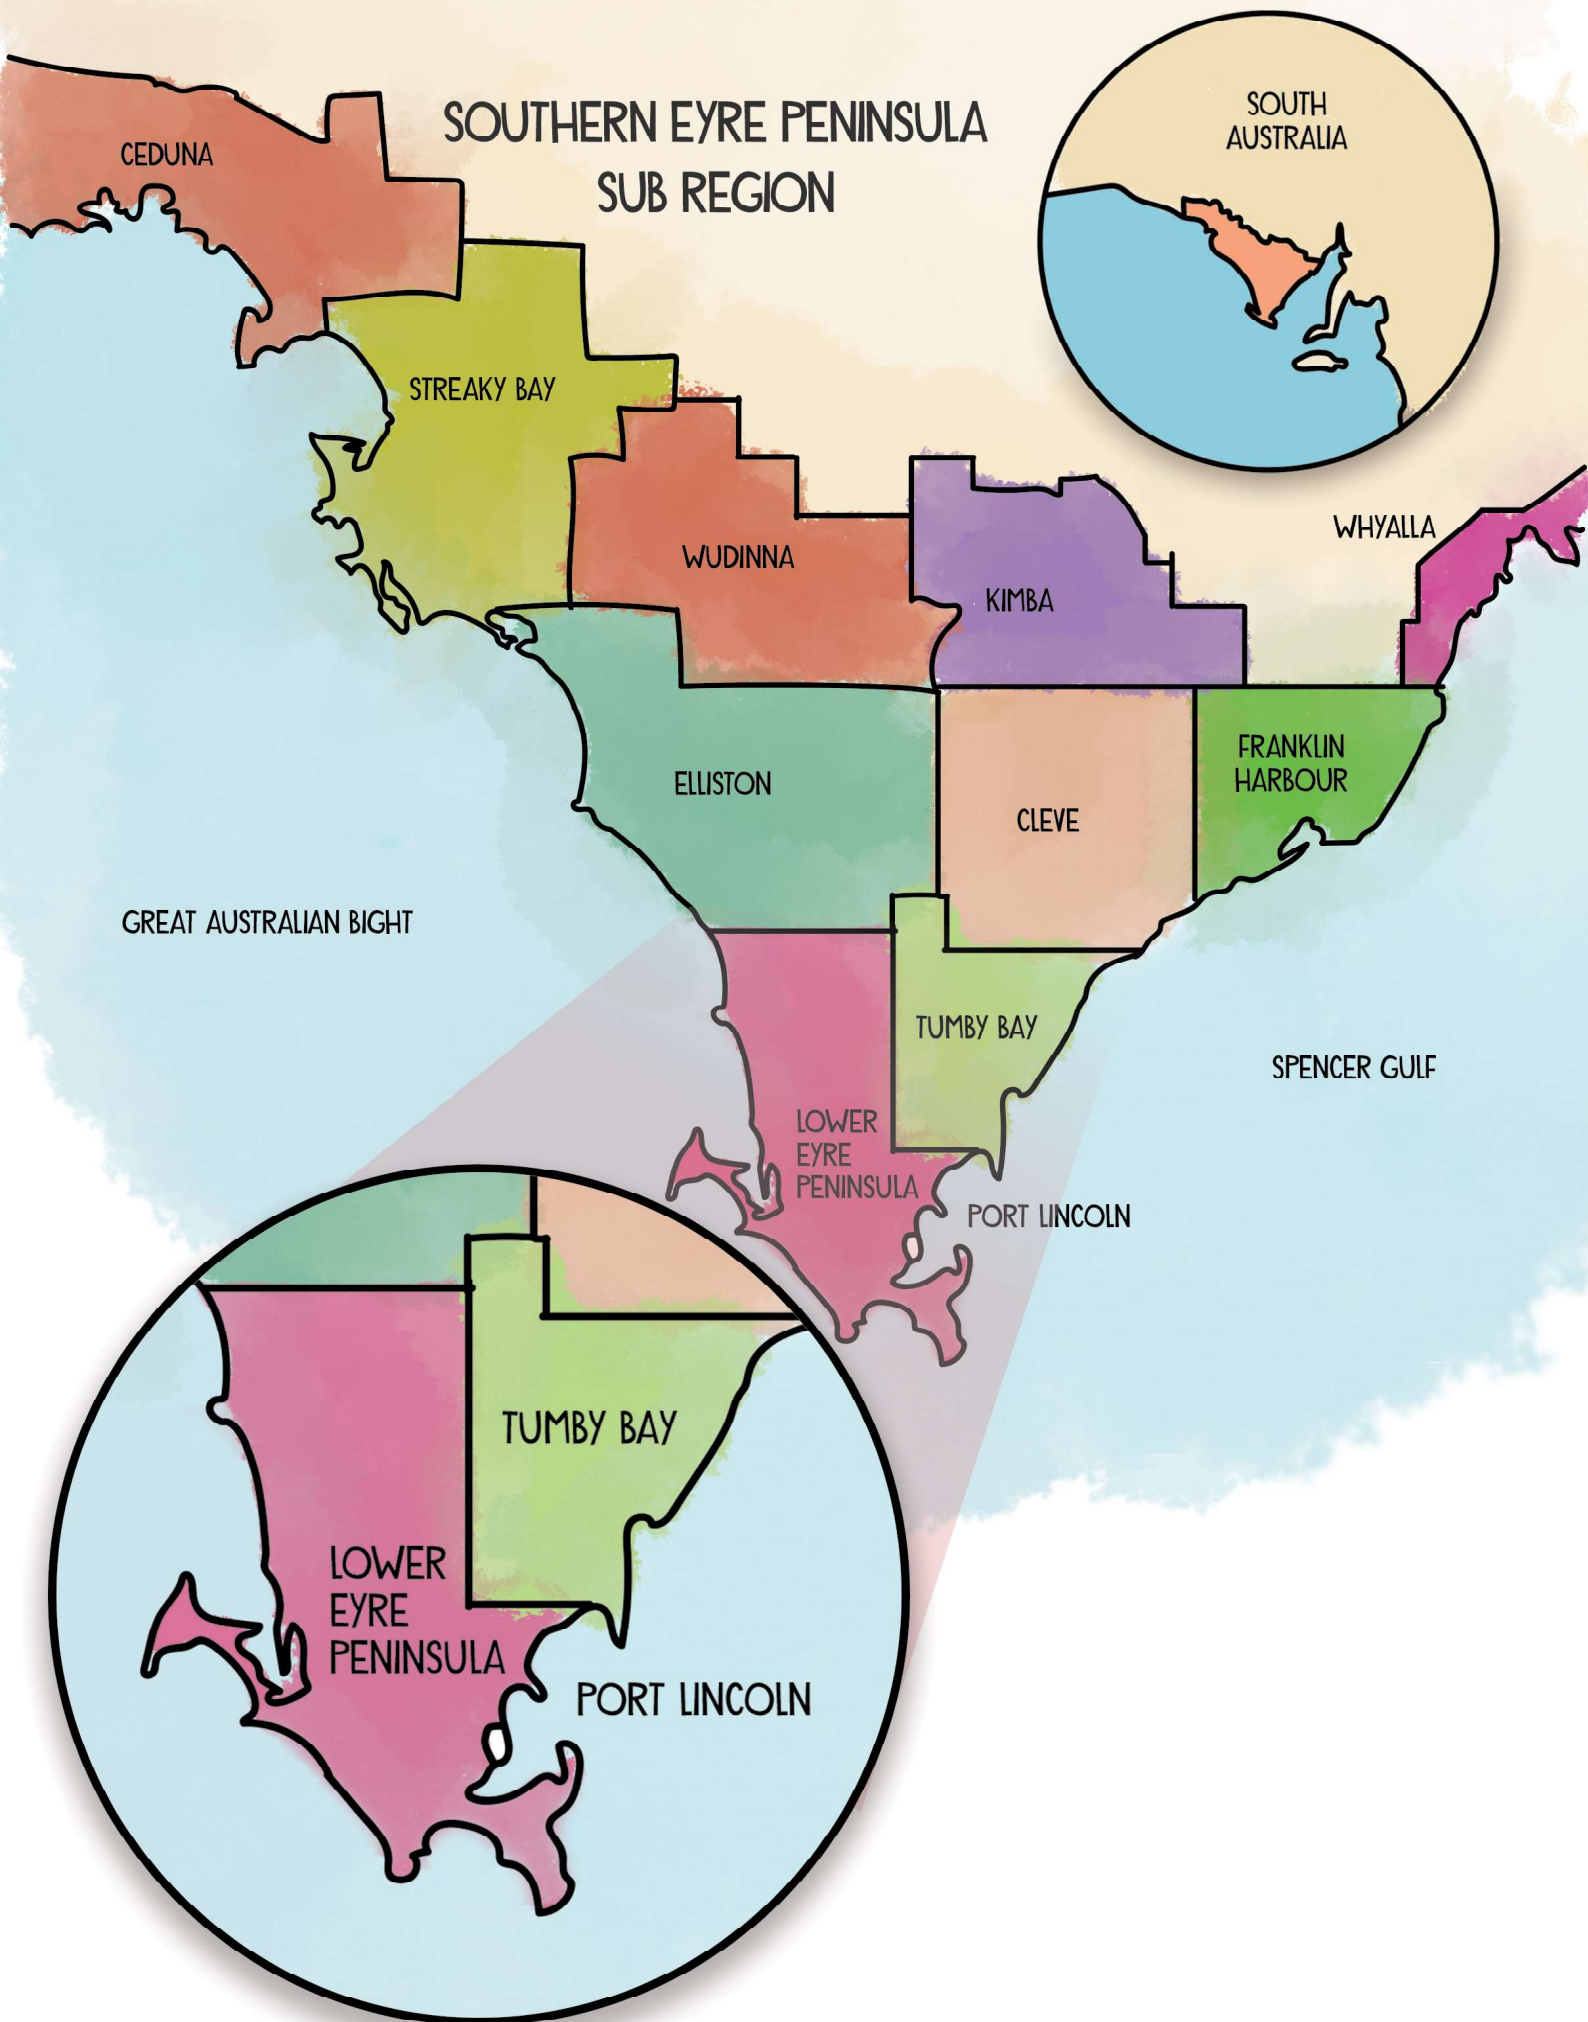 SOUTHERN EYRE PENINSULA
SUB REGION
SOUTH
AUSTRALIA
CEDUNA
STREAKY BAY
WUDINNA
KIMBA
WHYALLA
ELLISTON
CLEVE
FRANKLIN
HARBOUR
GREAT AUSTRALIAN BIGHT
TUMBY BAY
SPENCER GULF
LOWER
EYRE
PENINSULA
PORT LINCOLN
TUMBY BAY
LOWER
EYRE
PENINSULA
PORT LINCOLN